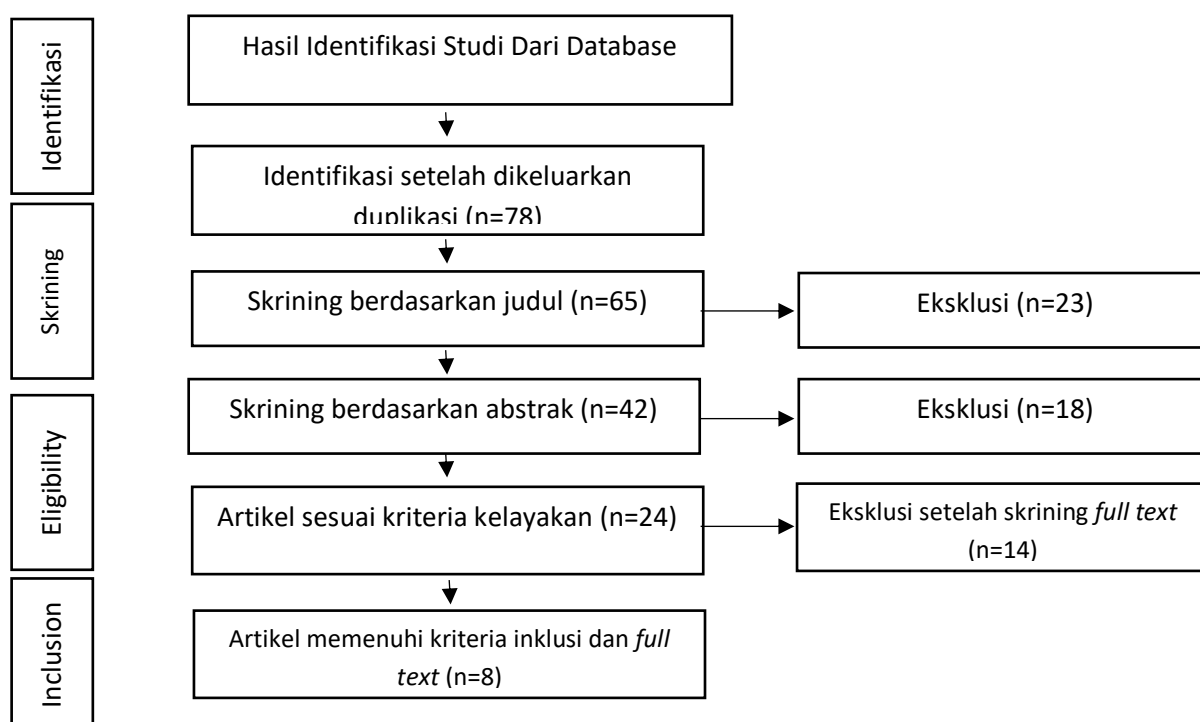 Identifikasi
Hasil Identifikasi Studi Dari Database
Identifikasi setelah dikeluarkan
duplikasi (n=78)
Skrining
Skrining berdasarkan judul (n=65)
Eksklusi (n=23)
Skrining berdasarkan abstrak (n=42)
Eksklusi (n=18)
Eligibility
Artikel sesuai kriteria kelayakan (n=24)
Eksklusi setelah skrining full text
(n=14)
Inclusion
Artikel memenuhi kriteria inklusi dan full
text (n=8)